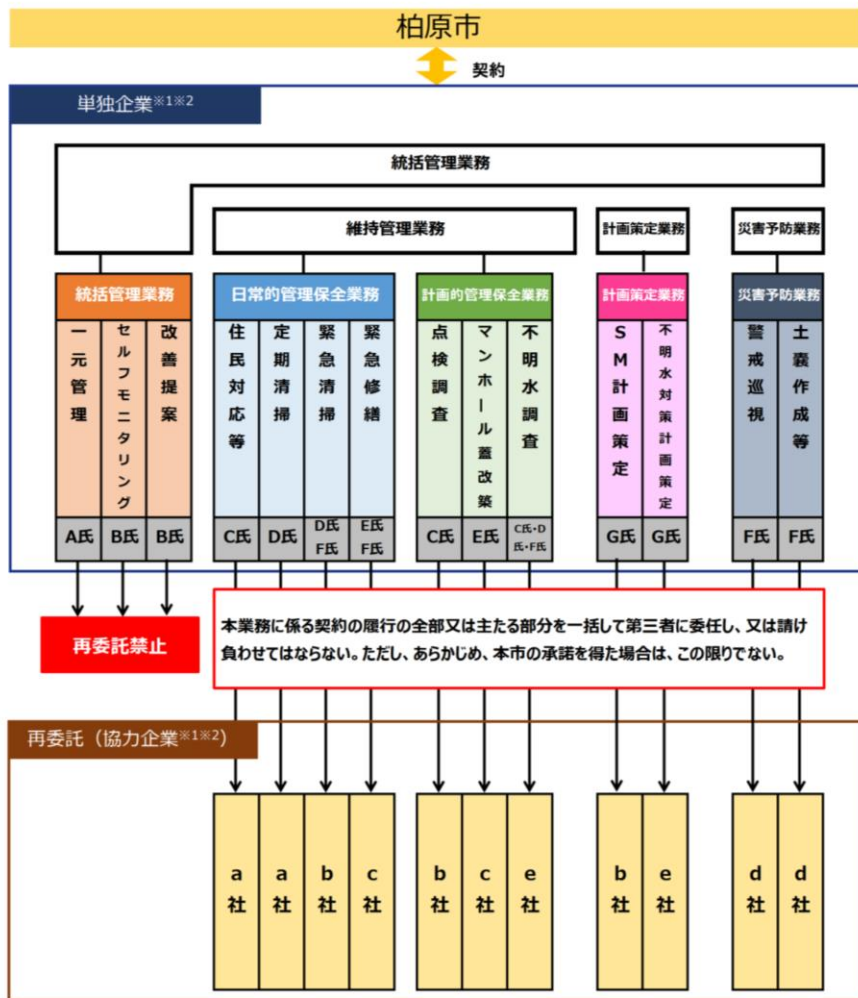 柏原市
契約
単独企業※1※2
統括管理業務
維持管理業務
計画策定業務
災害予防業務
統括管理業務
日常的管理保全業務
計画的管理保全業務
計画策定業務
災害予防業務
一元管理
セルフモニタリング
改善提案
住民対応等
定期清掃
緊急清掃
緊急修繕
点検調査
マンホール蓋改築
不明水調査
SM計画策定
不明水対策計画策定
警戒巡視
土嚢作成等
A氏
B氏
B氏
C氏
D氏
D氏
F氏
E氏
F氏
C氏
E氏
C氏・D
氏・F氏
G氏
G氏
F氏
F氏
再委託禁止
本業務に係る契約の履行の全部又は主たる部分を一括して第三者に委任し、又は請け
負わせてはならない。ただし、あらかじめ、本市の承諾を得た場合は、この限りでない。
再委託（協力企業※1※2）
a社
a社
b社
c社
b社
c社
e社
b社
e社
d社
d社